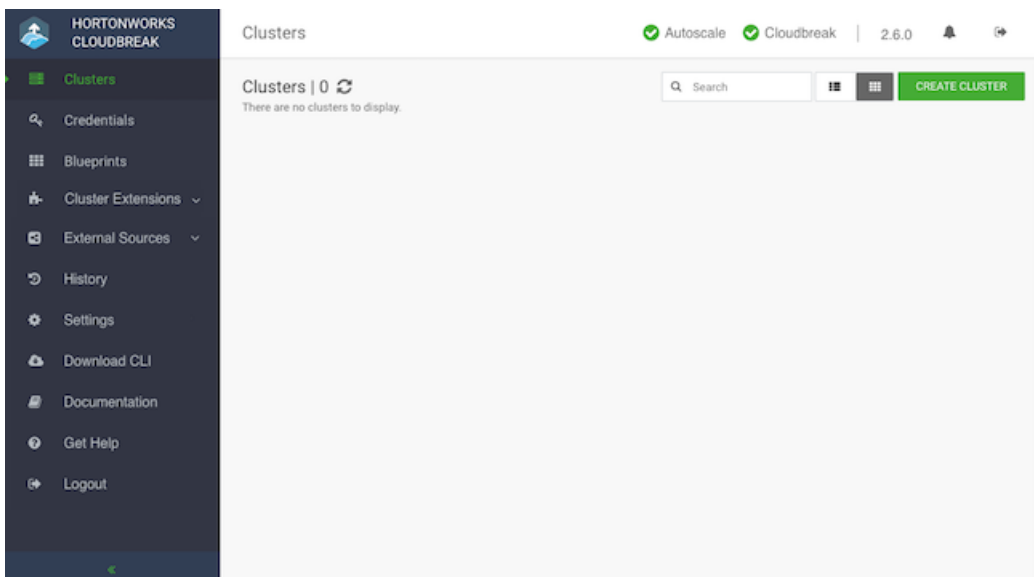 HORTONWORKS
CLOUDBREAK
Clusters
Credentials
Blueprints
Cluster Extensions
External Sources
History
Settings
Download CLI
Documentation
Get Help
Logout
Clusters
Autoscale Cloudbreak | 2.6.0
Clusters | 0
There are no clusters to display.
Search
CREATE CLUSTER